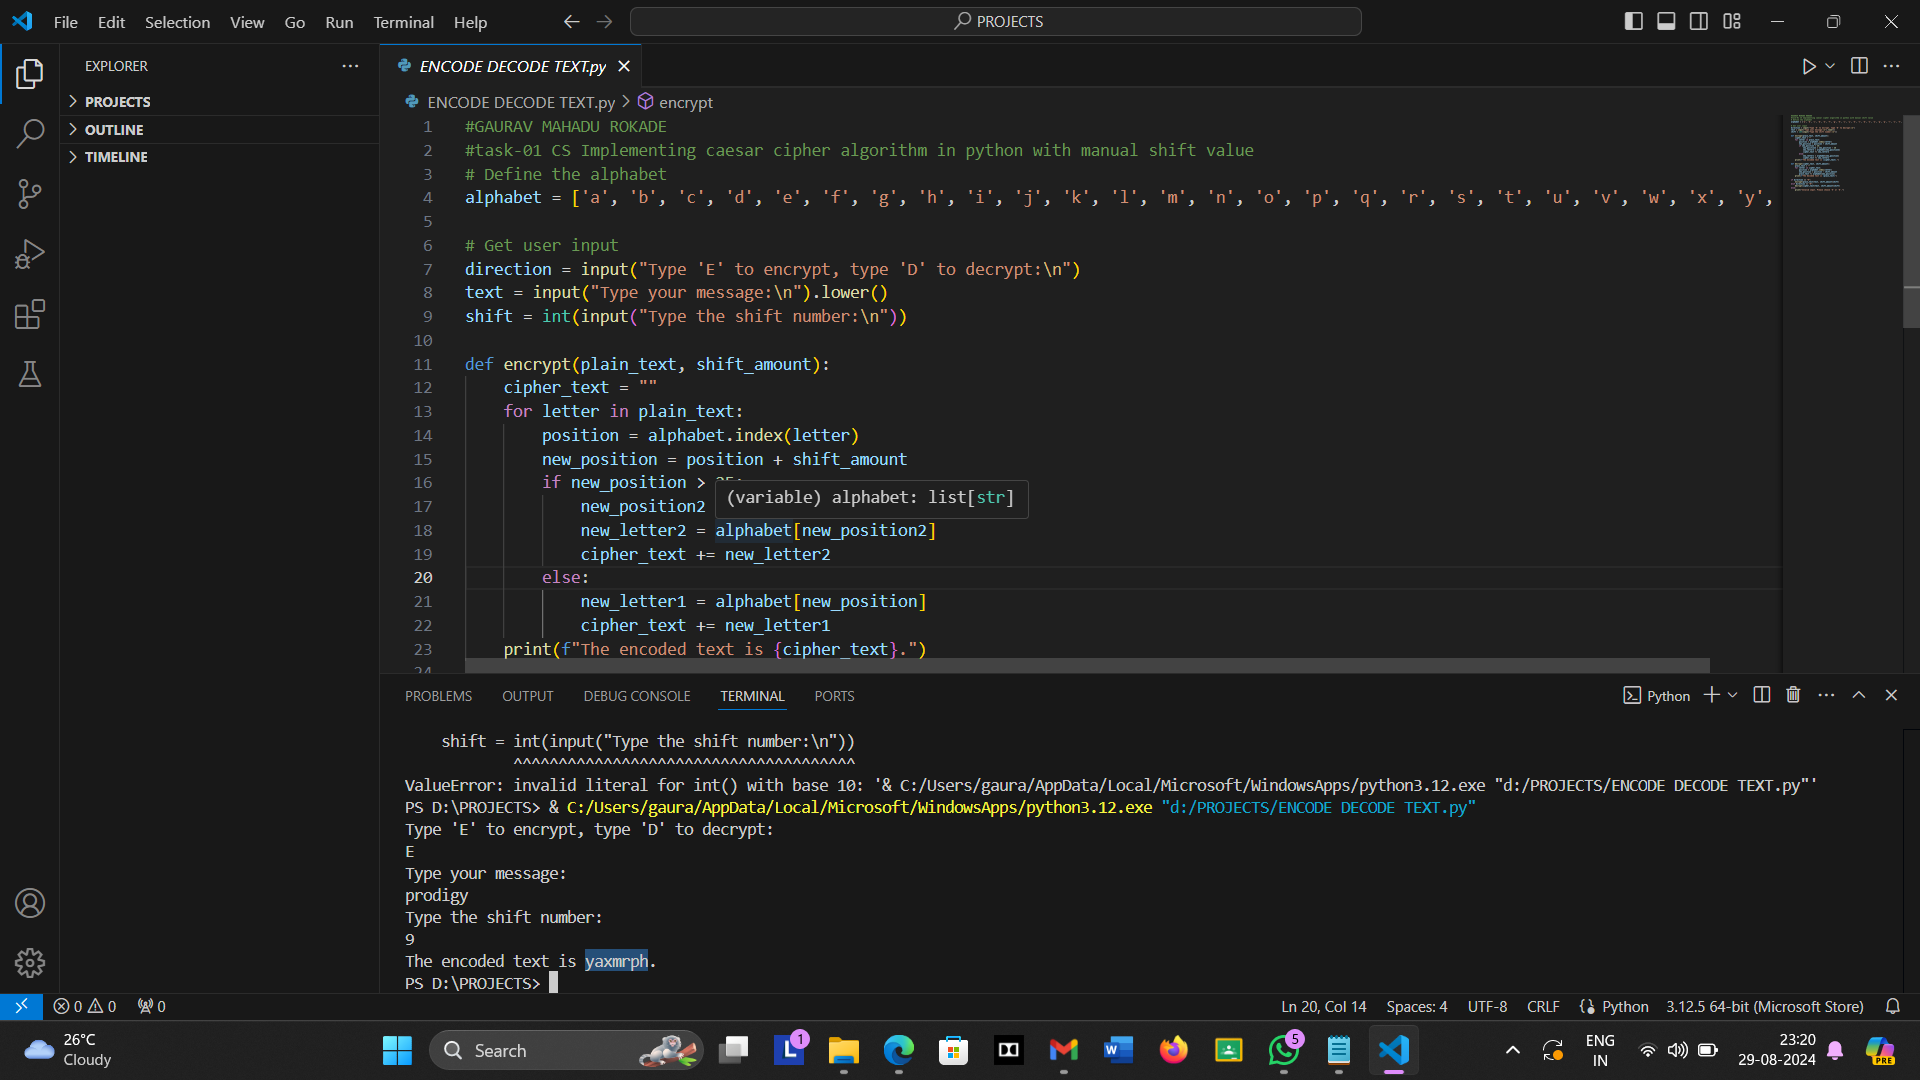 File Edit Selection View Go Run Terminal Help
PROJECTS
EXPLORER
PROJECTS
OUTLINE
TIMELINE
ENCODE DECODE TEXT.py
ENCODE DECODE TEXT.py > encrypt
1 #GAURAV MAHADU ROKADE
2 #task-01 CS Implementing caesar cipher algorithm in python with manual shift value
3 # Define the alphabet
4 alphabet = ['a', 'b', 'c', 'd', 'e', 'f', 'g', 'h', 'i', 'j', 'k', 'l', 'm', 'n', 'o', 'p', 'q', 'r', 's', 't', 'u', 'v', 'w', 'x', 'y',
5
6 # Get user input
7 direction = input("Type 'E' to encrypt, type 'D' to decrypt:\n")
8 text = input("Type your message:\n").lower()
9 shift = int(input("Type the shift number:\n"))
10
11 def encrypt(plain_text, shift_amount):
12 cipher_text = ""
13 for letter in plain_text:
14 position = alphabet.index(letter)
15 new_position = position + shift_amount
16 if new_position >
(variable) alphabet: list[str]
17 new_position2
18 new_letter2 = alphabet[new_position2]
19 cipher_text += new_letter2
20 else:
21 new_letter1 = alphabet[new_position]
22 cipher_text += new_letter1
23 print(f"The encoded text is {cipher_text}.")
24
PROBLEMS OUTPUT DEBUG CONSOLE TERMINAL PORTS
Python
shift = int(input("Type the shift number:\n"))
^^^^^^^^^^^^^^^^^^^^^^^^^^^^^^^^^^^^^^
ValueError: invalid literal for int() with base 10: '& C:/Users/gaura/AppData/Local/Microsoft/WindowsApps/python3.12.exe "d:/PROJECTS/ENCODE DECODE TEXT.py"'
PS D:\PROJECTS> & C:/Users/gaura/AppData/Local/Microsoft/WindowsApps/python3.12.exe "d:/PROJECTS/ENCODE DECODE TEXT.py"
Type 'E' to encrypt, type 'D' to decrypt:
E
Type your message:
prodigy
Type the shift number:
9
The encoded text is yaxmrph.
PS D:\PROJECTS>
0 0 0
Ln 20, Col 14 Spaces: 4 UTF-8 CRLF Python 3.12.5 64-bit (Microsoft Store)
26°C
Cloudy
Search
L 1
W
5
ENG
IN
23:20
29-08-2024
PRE